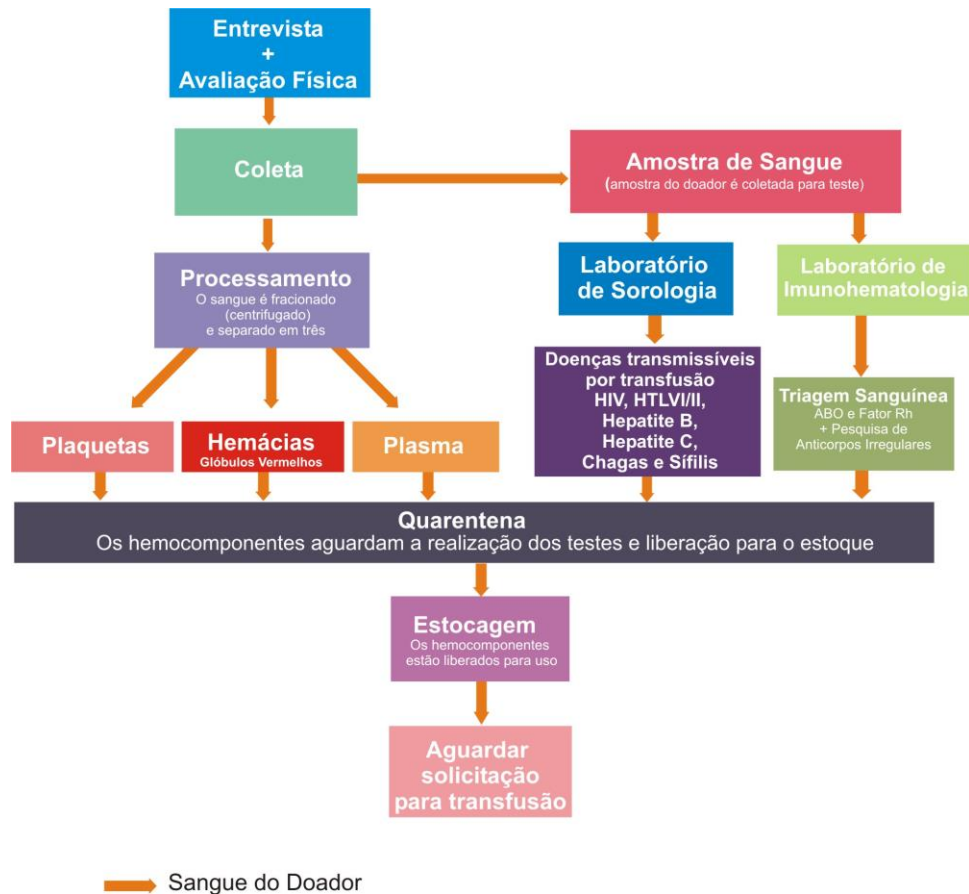 Entrevista
+
Avaliação Física
Coleta
Amostra de Sangue
(amostra do doador é coletada para teste)
Processamento
O sangue é fracionado
(centrifugado)
e separado em três
Laboratório
de Sorologia
Laboratório de
Imunohematologia
Doenças transmissíveis
por transfusão
HIV, HTLVI/II,
Hepatite B,
Hepatite C,
Chagas e Sífilis
Triagem Sanguínea
ABO e Fator Rh
+ Pesquisa de
Anticorpos Irregulares
Plaquetas
Hemácias
Glóbulos Vermelhos
Plasma
Quarentena
Os hemocomponentes aguardam a realização dos testes e liberação para o estoque
Estocagem
Os hemocomponentes
estão liberados para uso
Aguardar
solicitação
para transfusão
Sangue do Doador